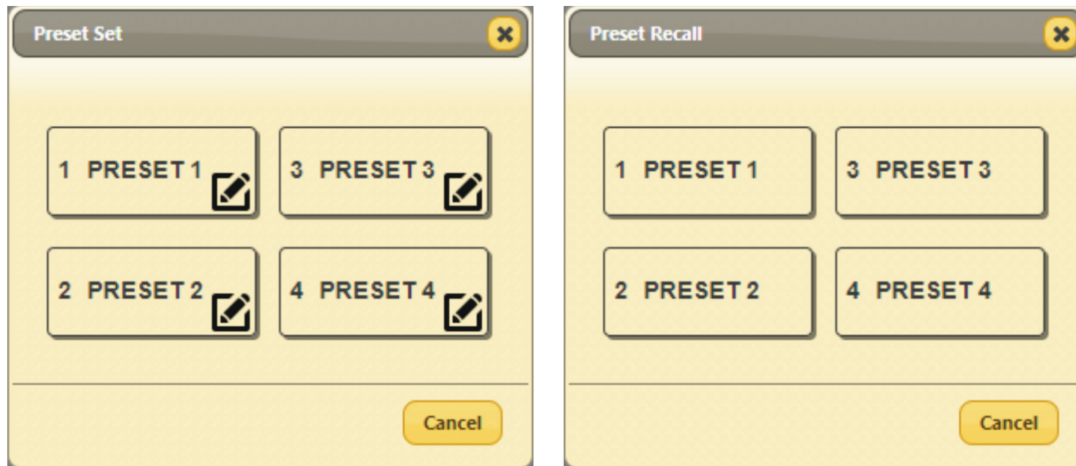 Preset Set
1 PRESET 1
3 PRESET 3
2 PRESET 2
4 PRESET 4
Cancel
Preset Recall
1 PRESET 1
3 PRESET 3
2 PRESET 2
4 PRESET 4
Cancel